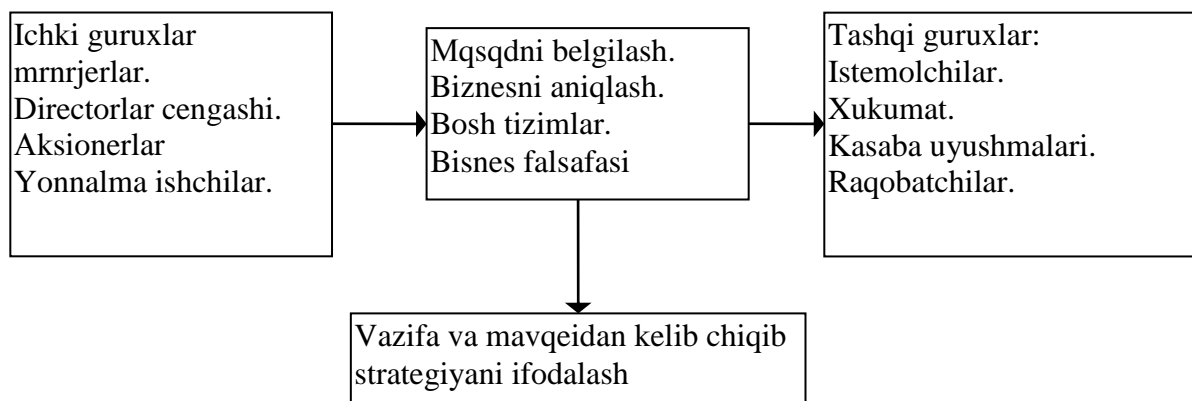 Ichki guruxlar
mrnrjerlar.
Directorlar cengashi.
Aksionerlar
Yonnalma ishchilar.
Mqsqdni belgilash.
Biznesni aniqlash.
Bosh tizimlar.
Bisnes falsafasi
Tashqi guruxlar:
Istemolchilar.
Xukumat.
Kasaba uyushmalari.
Raqobatchilar.
Vazifa va mavqeidan kelib chiqib
strategiyani ifodalash